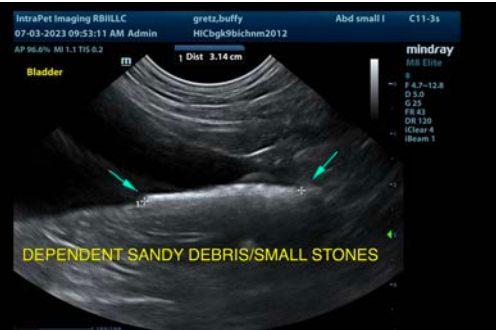 IntraPet Imaging RBIILLC gretz,buffy Abd small I C11-3s
07-03-2023 09:53:11 AM Admin HICbgk9bichnm2012
AP 96.6% MI 1.1 TIS 0.2
1 Dist 3.14 cm
mindray
M8 Elite
m
Bladder
B
F 4.7-12.8
D 5.0
G 25
FR 43
DR 120
iClear 4
iBeam 1
1
DEPENDENT SANDY DEBRIS/SMALL STONES